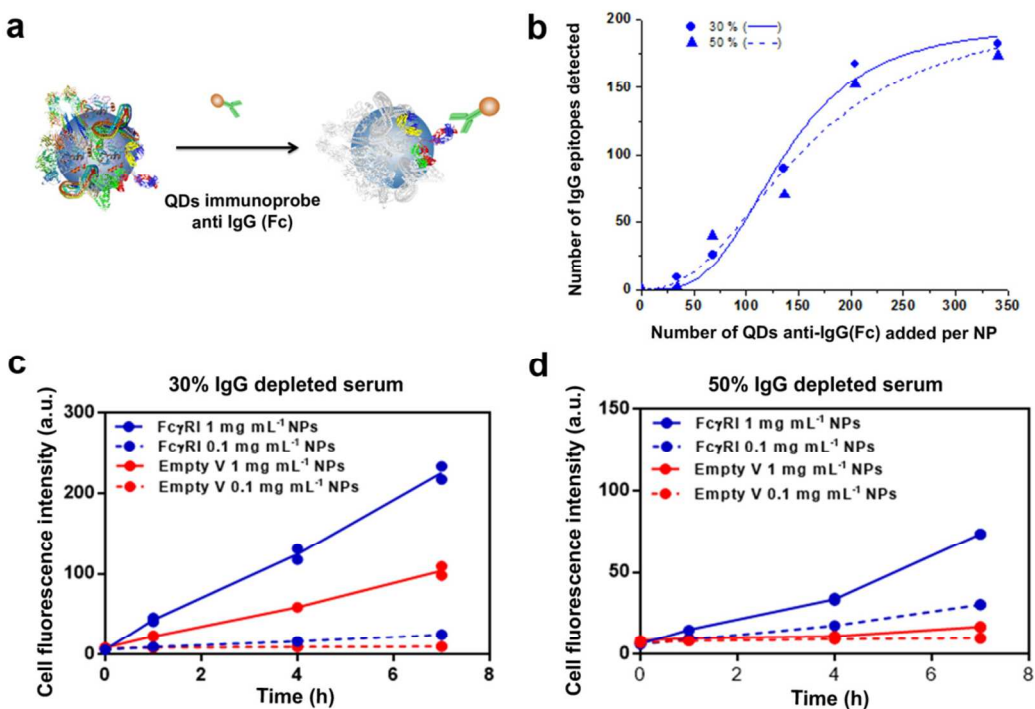 a
QDs immunoprobe
anti IgG (Fc)
b
30 % (——)
50 % (- - -)
Number of IgG epitopes detected
200
150
100
50
0
0 50 100 150 200 250 300 350
Number of QDs anti-IgG(Fc) added per NP
c
30% IgG depleted serum
Cell fluorescence intensity (a.u.)
300
200
100
0
FcγRI 1 mg mL⁻¹ NPs
FcγRI 0.1 mg mL⁻¹ NPs
Empty V 1 mg mL⁻¹ NPs
Empty V 0.1 mg mL⁻¹ NPs
0 2 4 6 8
Time (h)
d
50% IgG depleted serum
Cell fluorescence intensity (a.u.)
150
100
50
0
FcγRI 1 mg mL⁻¹ NPs
FcγRI 0.1 mg mL⁻¹ NPs
Empty V 1 mg mL⁻¹ NPs
Empty V 0.1 mg mL⁻¹ NPs
0 2 4 6 8
Time (h)